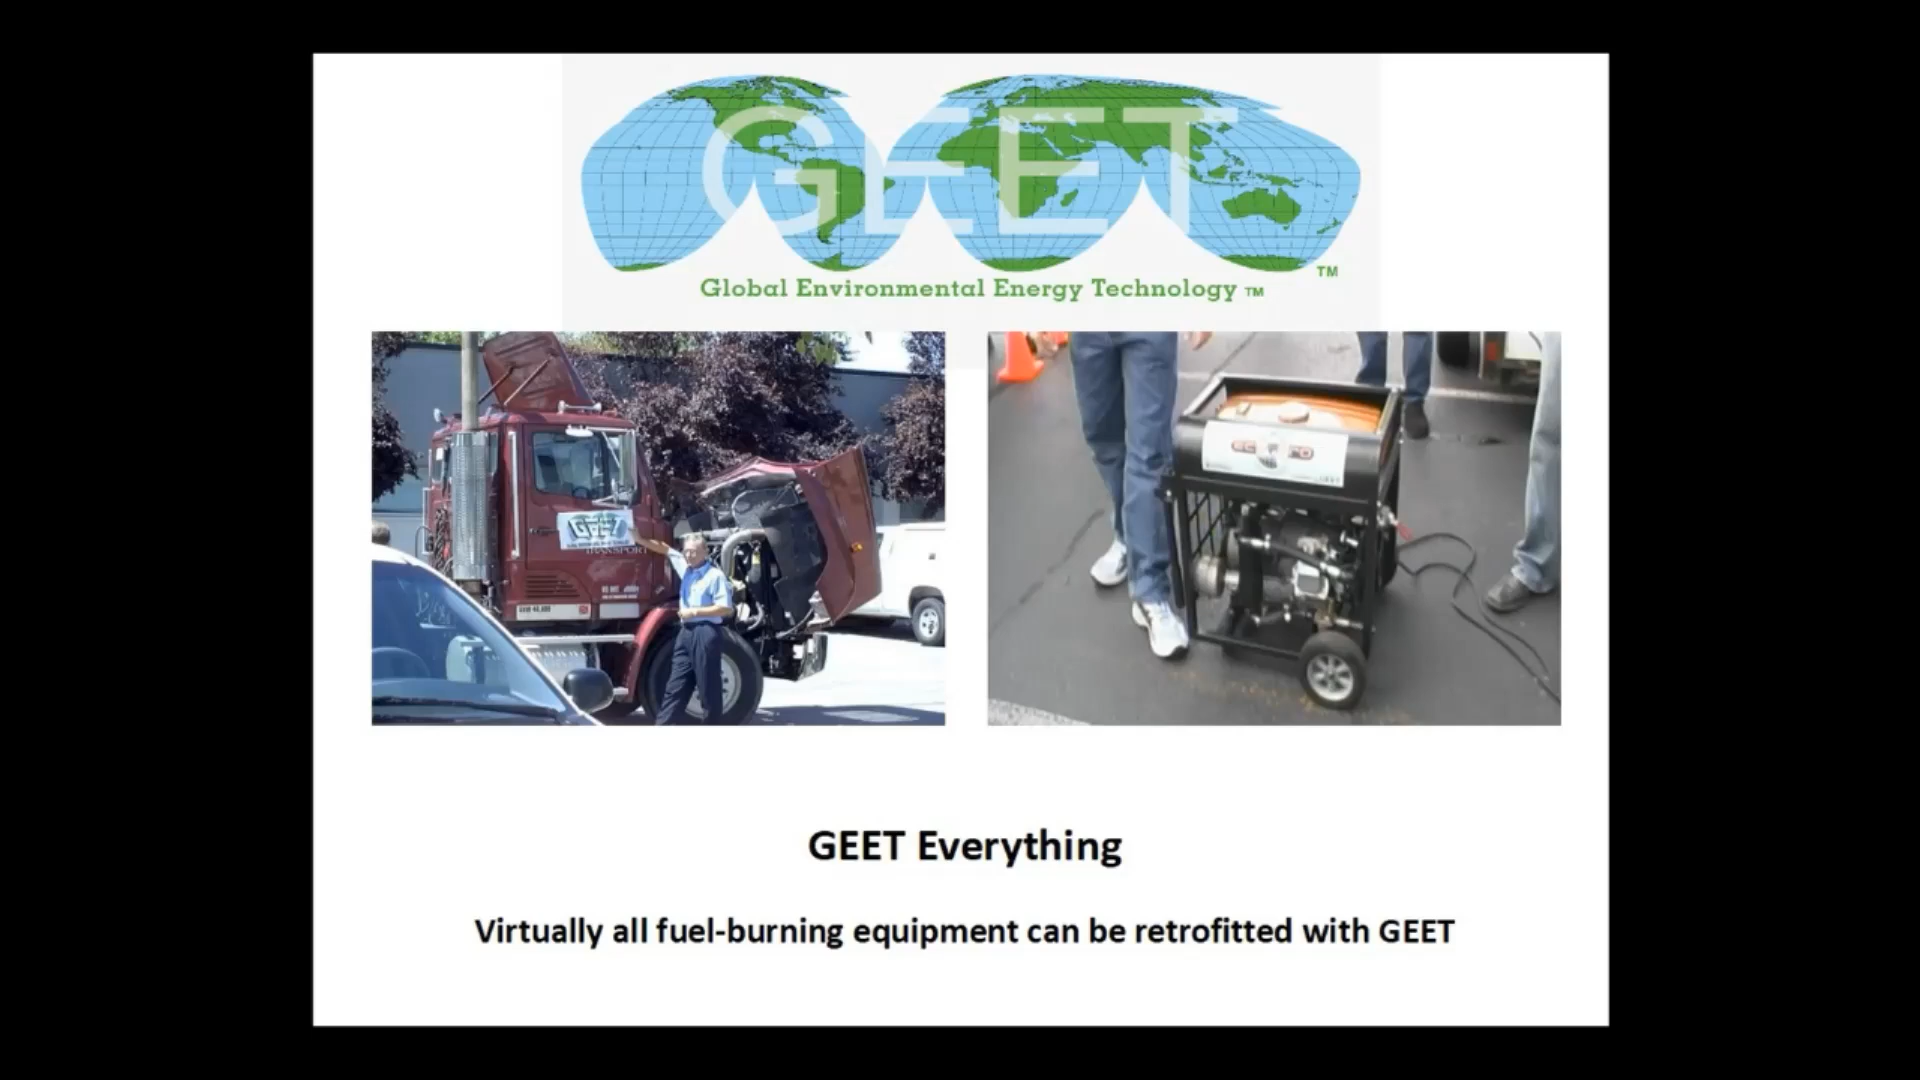 GEET
TM
Global Environmental Energy Technology TM
GEET
TRANSPORT
GEET Everything
Virtually all fuel-burning equipment can be retrofitted with GEET